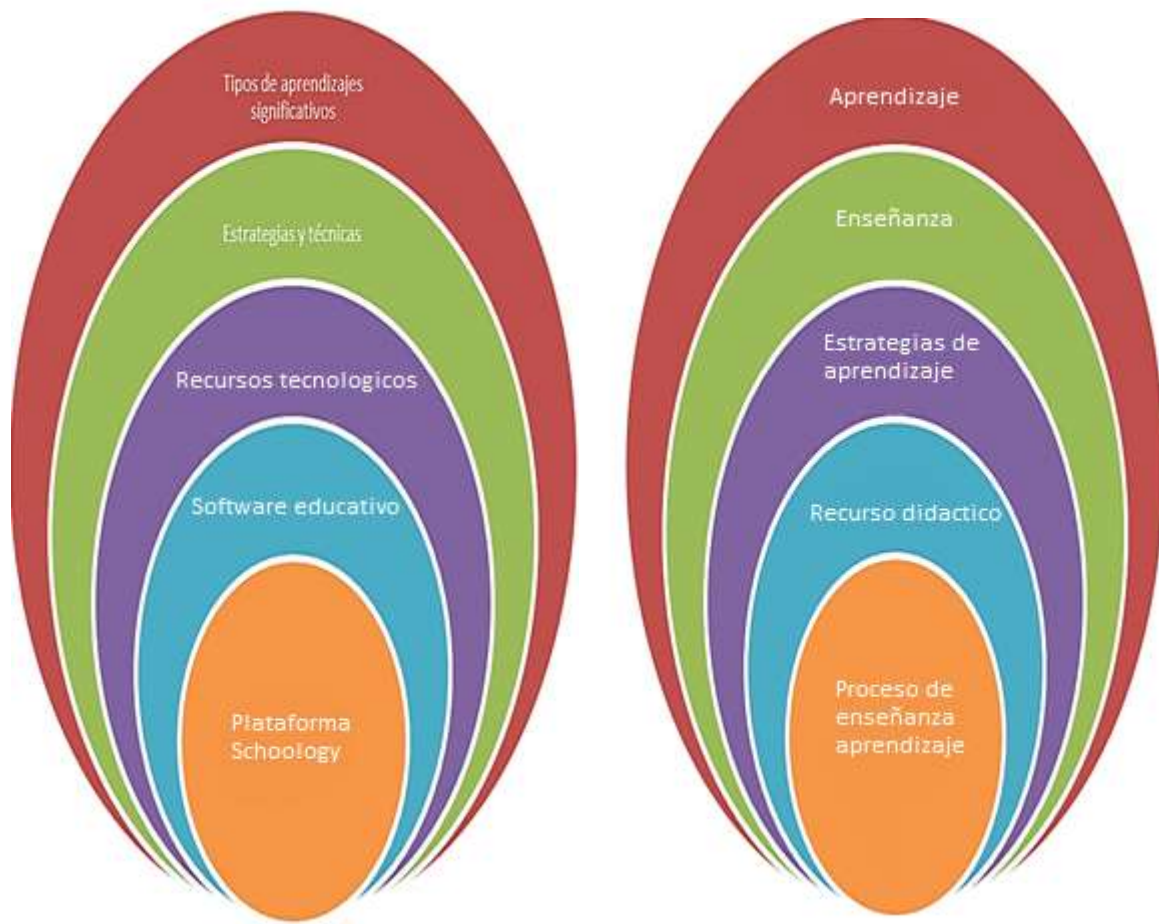 Tipos de aprendizajes
significativos
Estrategias y técnicas
Recursos tecnologicos
Software educativo
Plataforma
Schoology
Aprendizaje
Enseñanza
Estrategias de
aprendizaje
Recurso didactico
Proceso de
enseñanza
aprendizaje